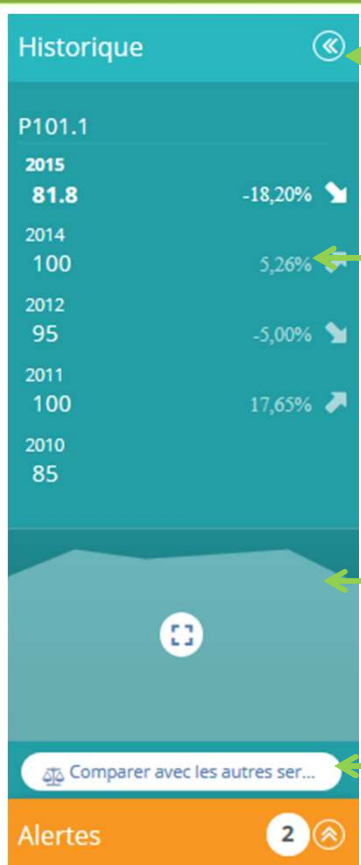 Historique
P101.1
2015
81.8 -18,20%
2014
100 5,26%
2012
95 -5,00%
2011
100 17,65%
2010
85
Comparer avec les autres ser...
Alertes 2